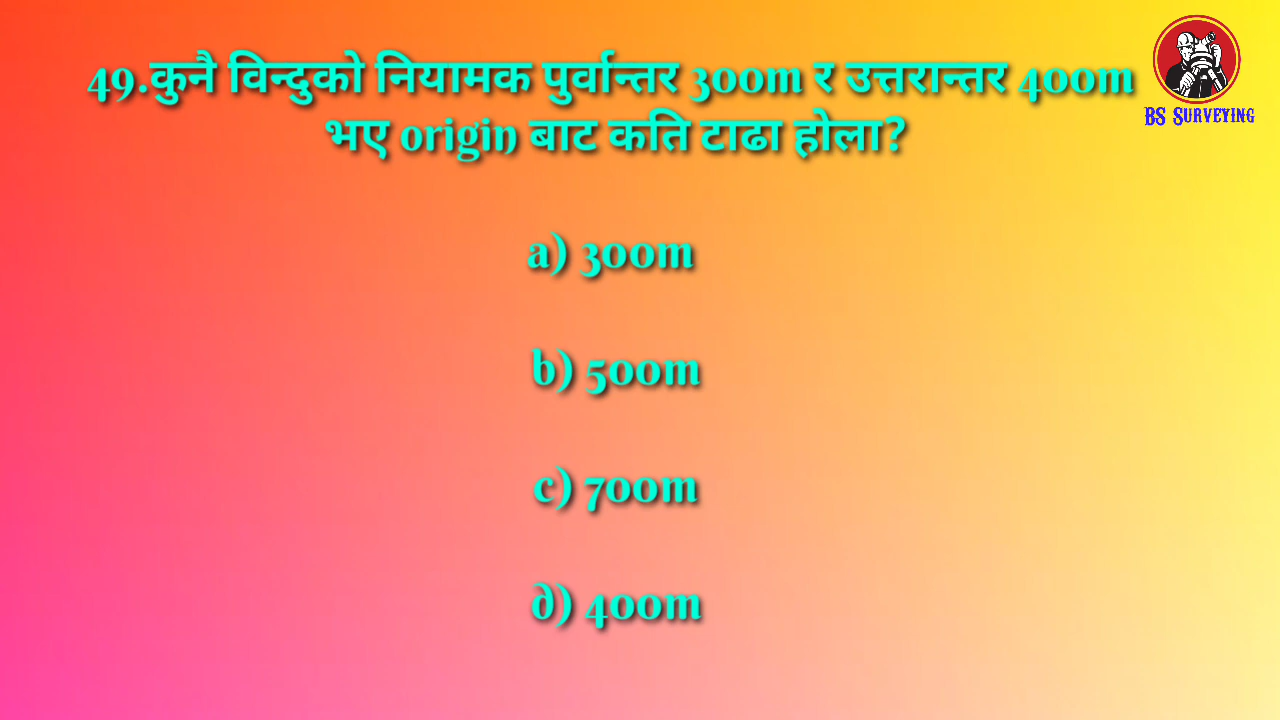 49.कुनै विन्दुको नियामक पुर्वान्तर 300m र उत्तरान्तर 400m
भए origin बाट कति टाढा होला?
BS SURVEYING
a) 300m
b) 500m
c) 700m
d) 400m